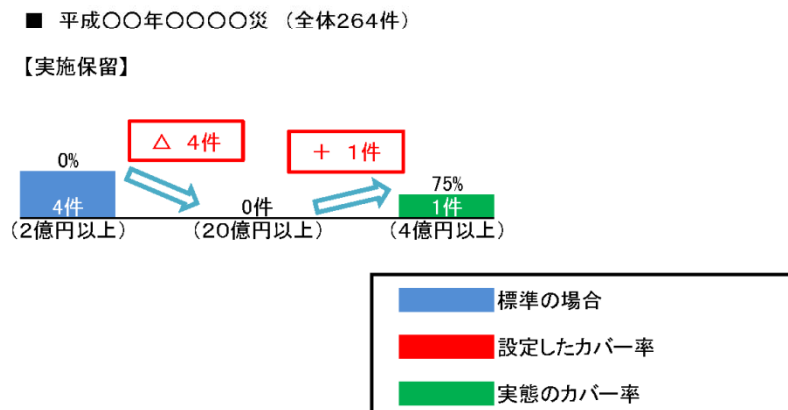 ■ 平成〇〇年〇〇〇〇災 （全体264件）
【実施保留】
△ 4件
＋ 1件
0%
75%
4件
0件
1件
（2億円以上）
（20億円以上）
（4億円以上）
標準の場合
設定したカバー率
実態のカバー率